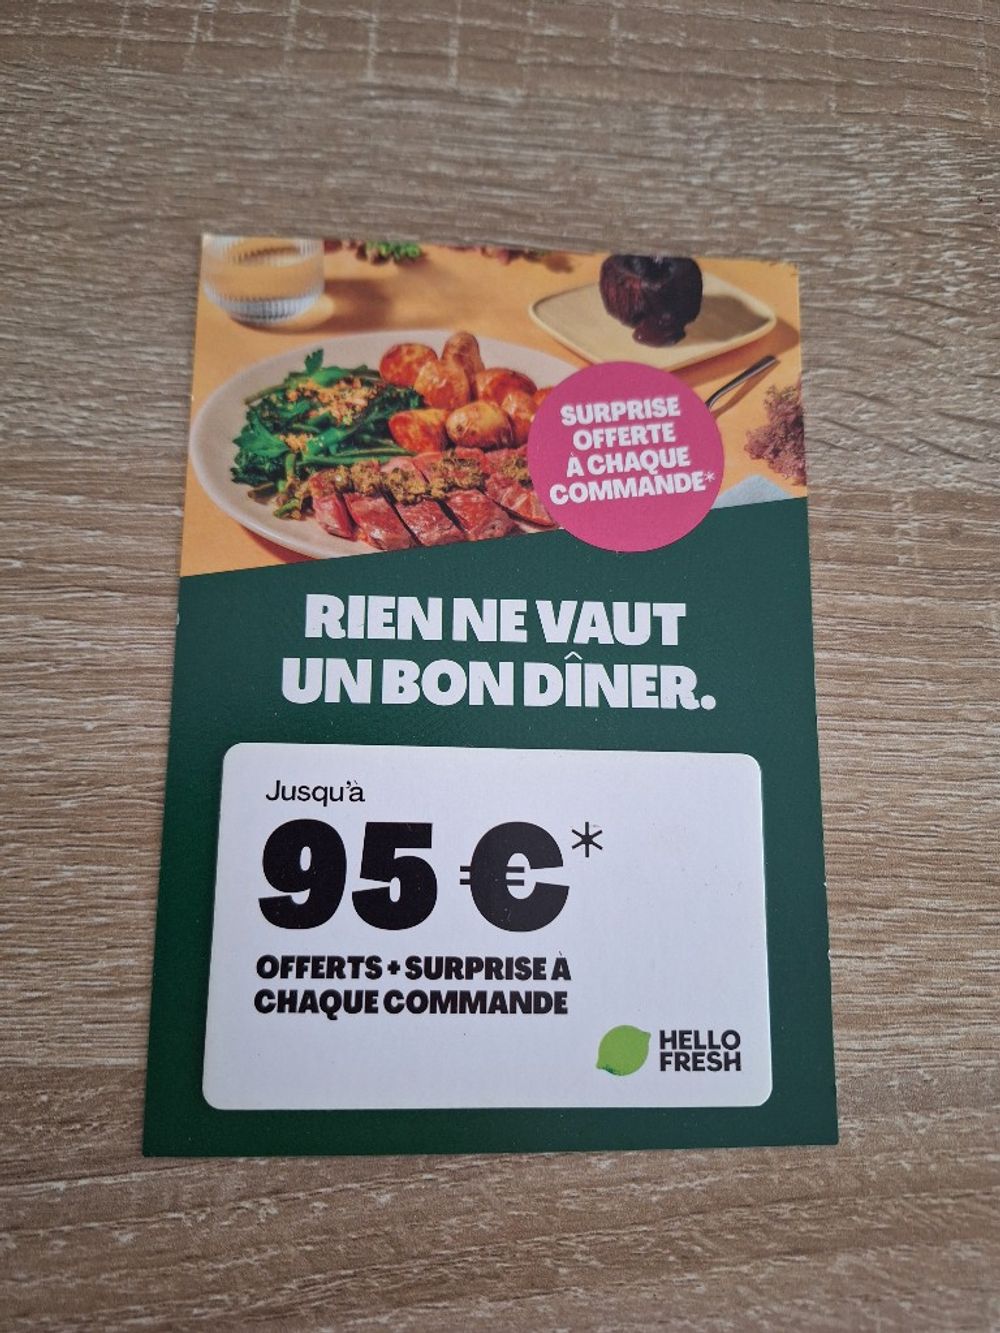 SURPRISE
OFFERTE
À CHAQUE
COMMANDE*
RIEN NE VAUT
UN BON DÎNER.
Jusqu'à
95 €*
OFFERTS + SURPRISE À
CHAQUE COMMANDE
HELLO
FRESH